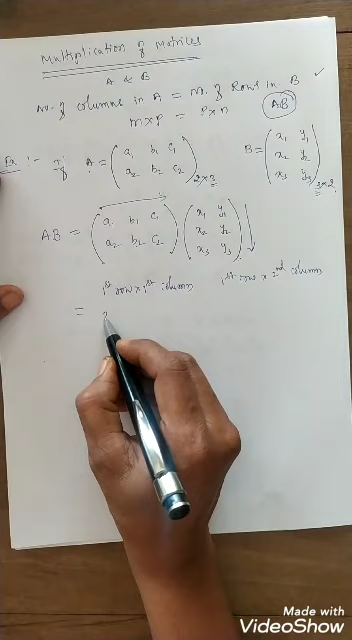 Multiplication of Matrices
A & B
No. of columns in A = No. of Rows in B ✓
m×p = p×n AB
Ex :- If A = ( a₁ b₁ c₁ B = ( x₁ y₁
a₂ b₂ c₂ ) 2×3 x₂ y₂
x₃ y₃ ) 3×2
AB = ( a₁ b₁ c₁ ( x₁ y₁
a₂ b₂ c₂ ) x₂ y₂
x₃ y₃ )
1st row × 1st column 1st row × 2nd column
=
Made with
VideoShow